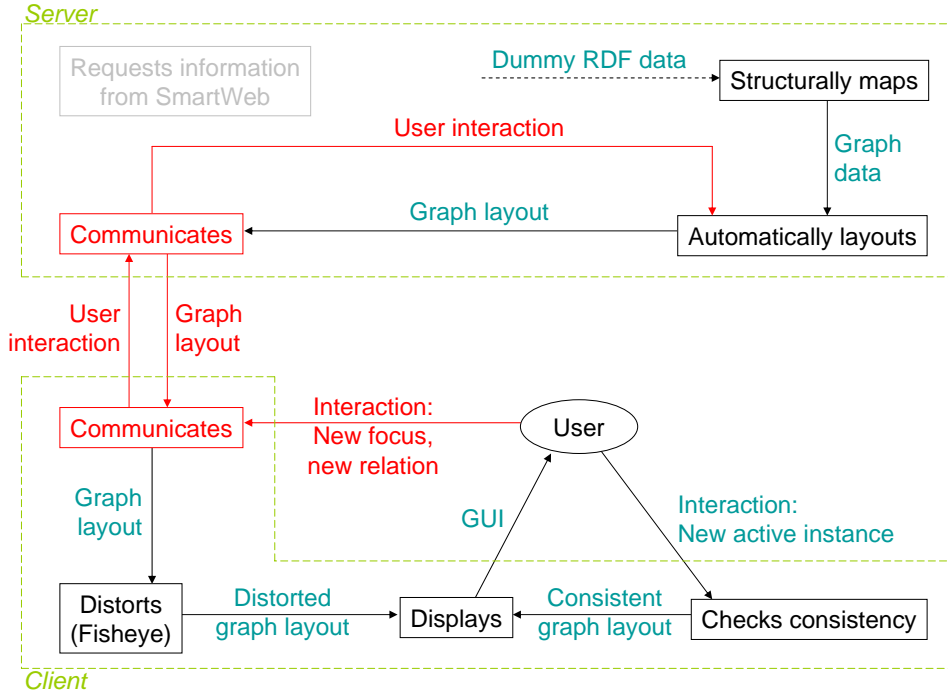 Server
Requests information
from SmartWeb
Dummy RDF data
Structurally maps
User interaction
Graph
data
Graph layout
Communicates
Automatically layouts
User
interaction
Graph
layout
Communicates
Interaction:
New focus,
new relation
User
Graph
layout
GUI
Interaction:
New active instance
Distorts
(Fisheye)
Distorted
graph layout
Displays
Consistent
graph layout
Checks consistency
Client